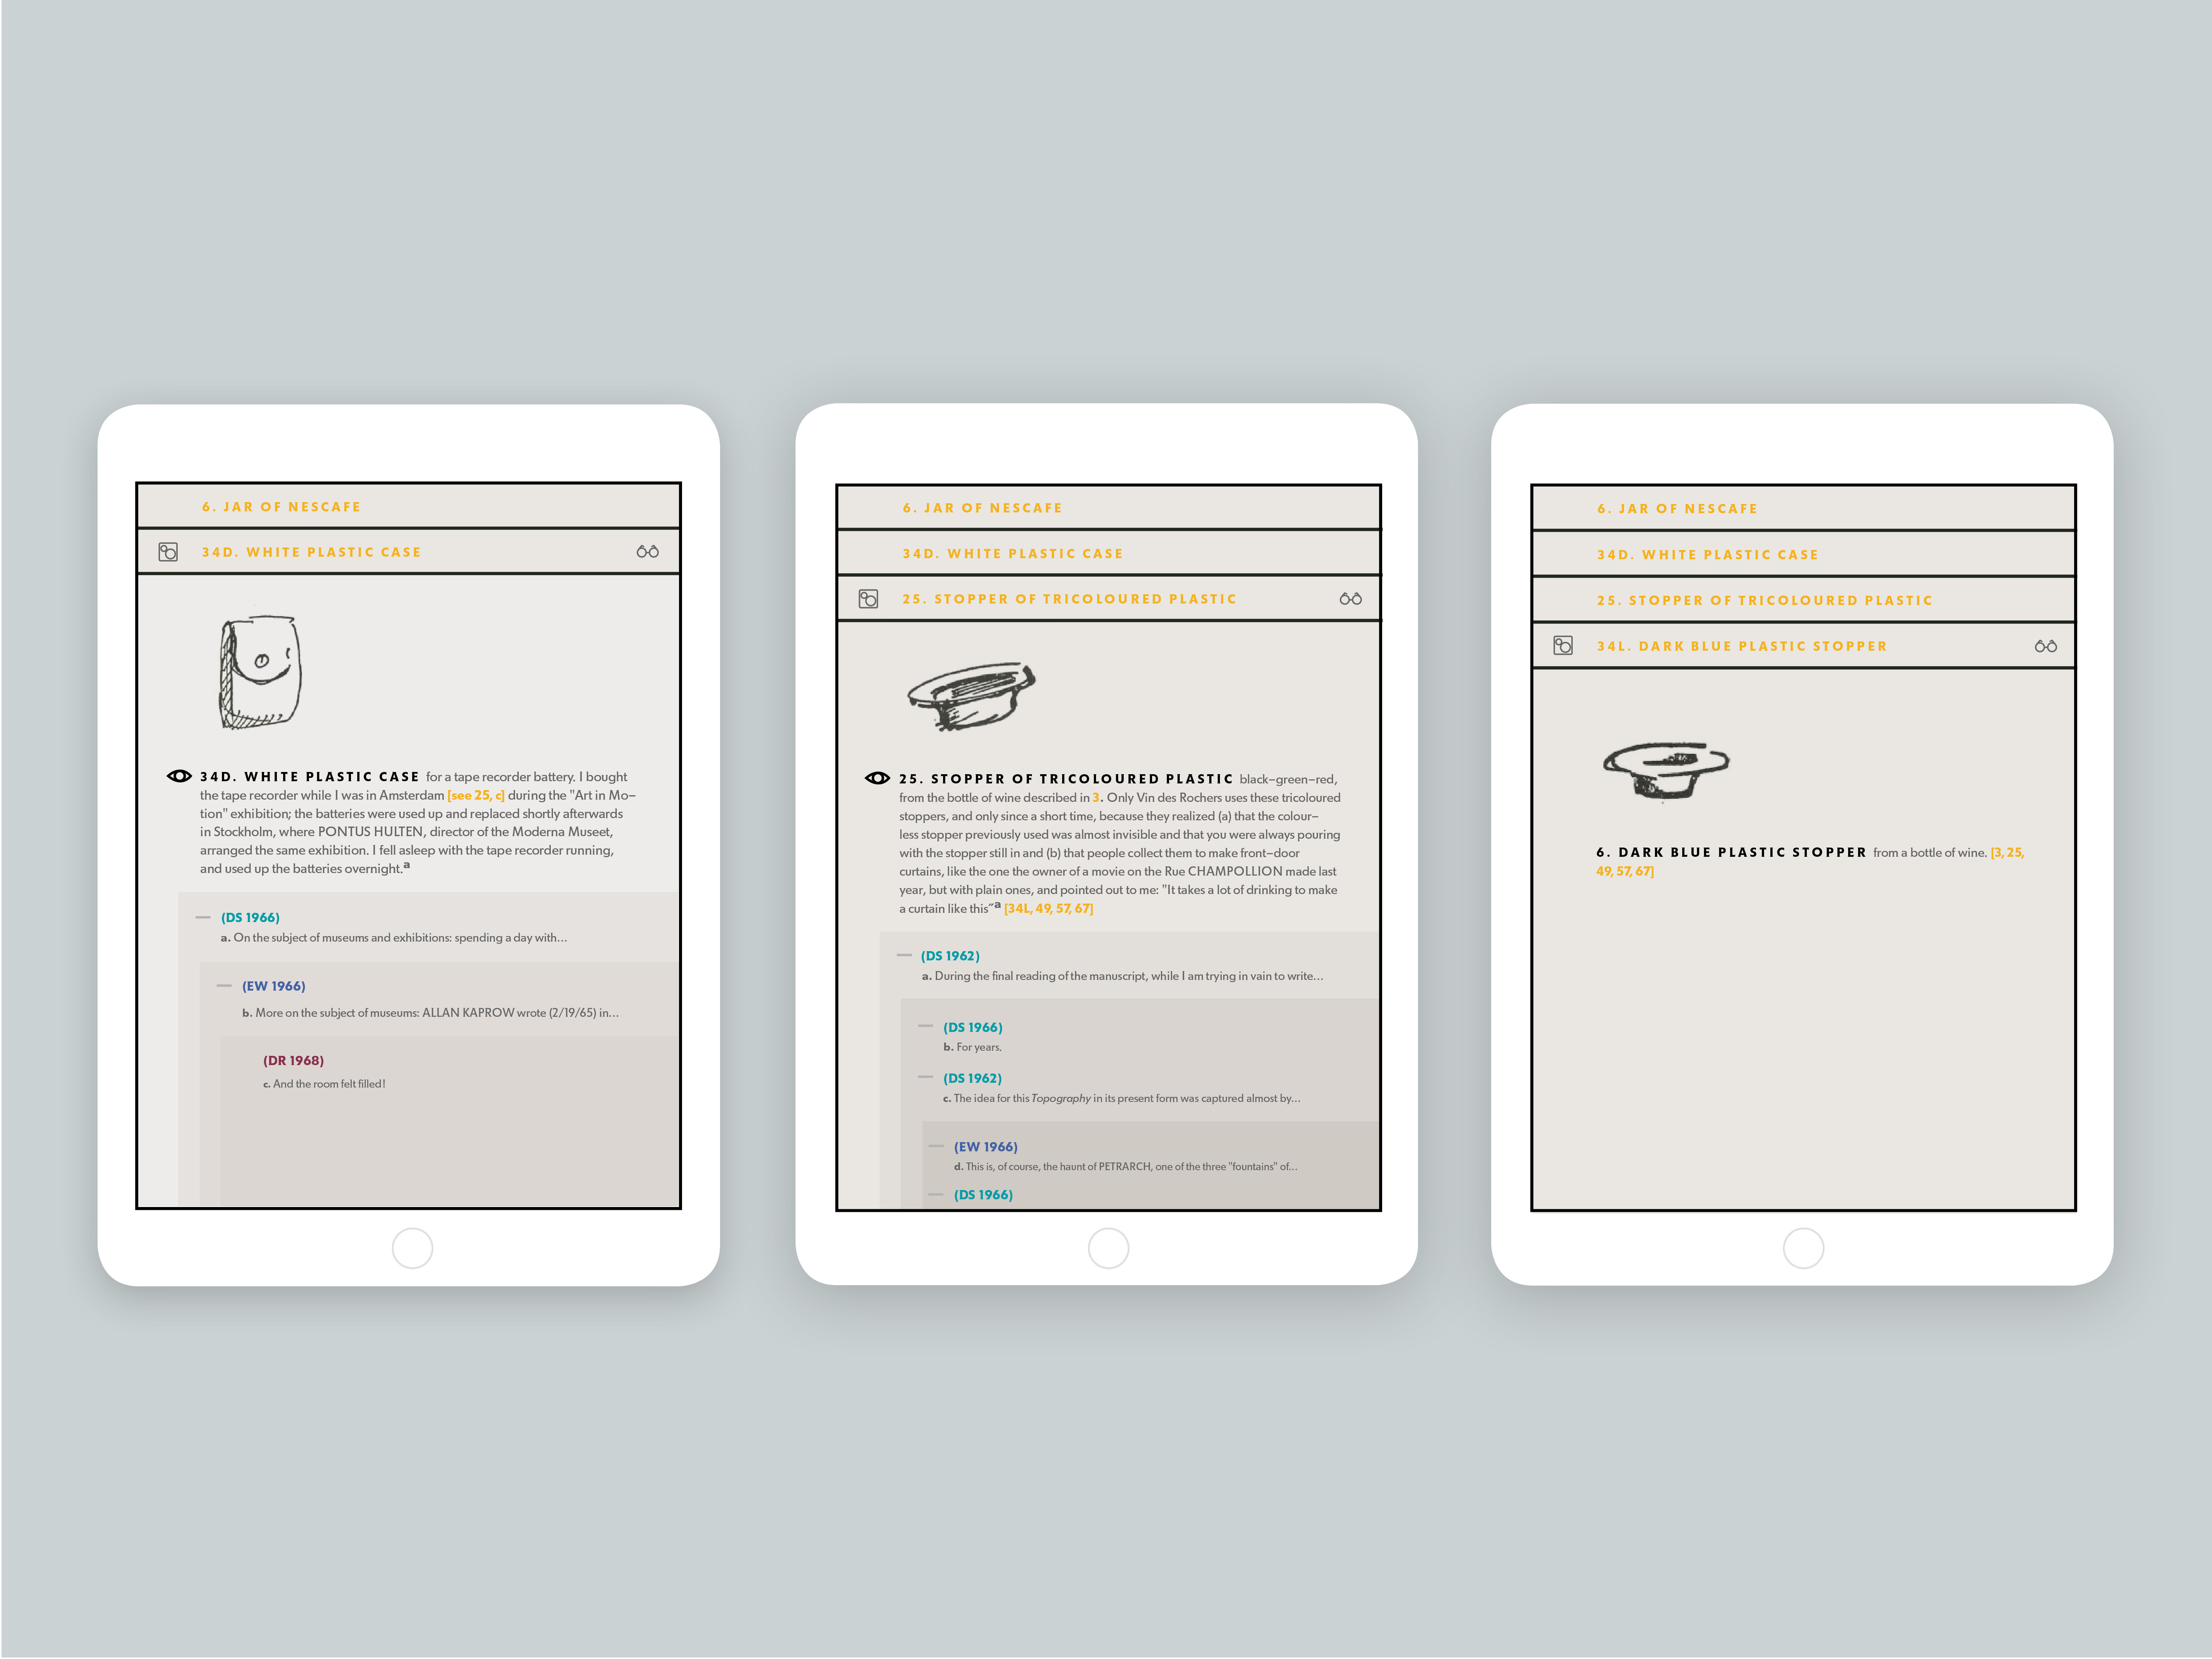 6. JAR OF NESCAFE
34D. WHITE PLASTIC CASE
34D. WHITE PLASTIC CASE for a tape recorder battery. I bought
the tape recorder while I was in Amsterdam [see 25, c] during the "Art in Mo–
tion" exhibition; the batteries were used up and replaced shortly afterwards
in Stockholm, where PONTUS HULTEN, director of the Moderna Museet,
arranged the same exhibition. I fell asleep with the tape recorder running,
and used up the batteries overnight.a
(DS 1966)
a. On the subject of museums and exhibitions: spending a day with...
(EW 1966)
b. More on the subject of museums: ALLAN KAPROW wrote (2/19/65) in...
(DR 1968)
c. And the room felt filled!
6. JAR OF NESCAFE
34D. WHITE PLASTIC CASE
25. STOPPER OF TRICOLOURED PLASTIC
25. STOPPER OF TRICOLOURED PLASTIC black–green–red,
from the bottle of wine described in 3. Only Vin des Rochers uses these tricoloured
stoppers, and only since a short time, because they realized (a) that the colour–
less stopper previously used was almost invisible and that you were always pouring
with the stopper still in and (b) that people collect them to make front–door
curtains, like the one the owner of a movie on the Rue CHAMPOLLION made last
year, but with plain ones, and pointed out to me: "It takes a lot of drinking to make
a curtain like this"a [34L, 49, 57, 67]
(DS 1962)
a. During the final reading of the manuscript, while I am trying in vain to write...
(DS 1966)
b. For years.
(DS 1962)
c. The idea for this Topography in its present form was captured almost by...
(EW 1966)
d. This is, of course, the haunt of PETRARCH, one of the three "fountains" of...
(DS 1966)
6. JAR OF NESCAFE
34D. WHITE PLASTIC CASE
25. STOPPER OF TRICOLOURED PLASTIC
34L. DARK BLUE PLASTIC STOPPER
6. DARK BLUE PLASTIC STOPPER from a bottle of wine. [3, 25,
49, 57, 67]